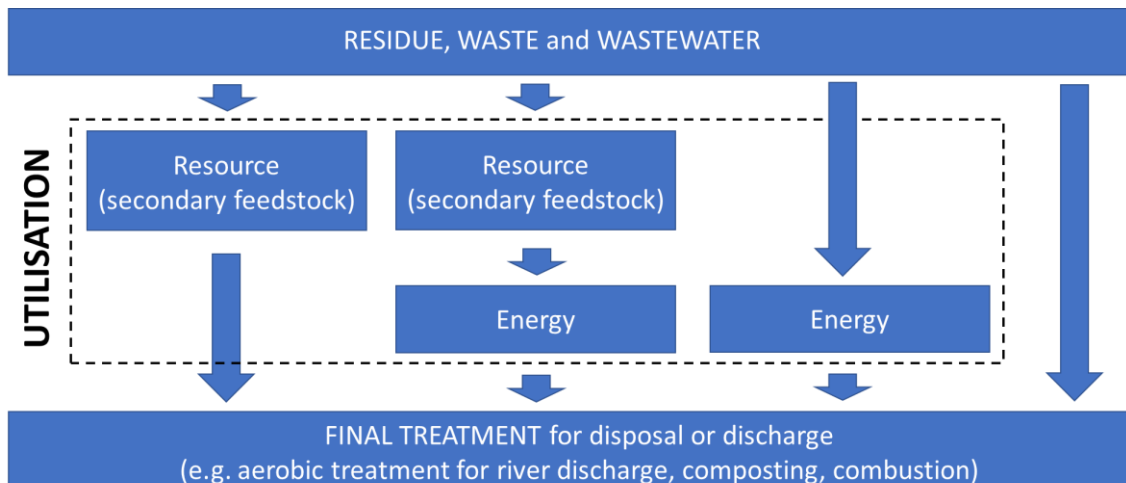 RESIDUE, WASTE and WASTEWATER
UTILISATION
Resource
(secondary feedstock)
Resource
(secondary feedstock)
Energy
Energy
FINAL TREATMENT for disposal or discharge
(e.g. aerobic treatment for river discharge, composting, combustion)